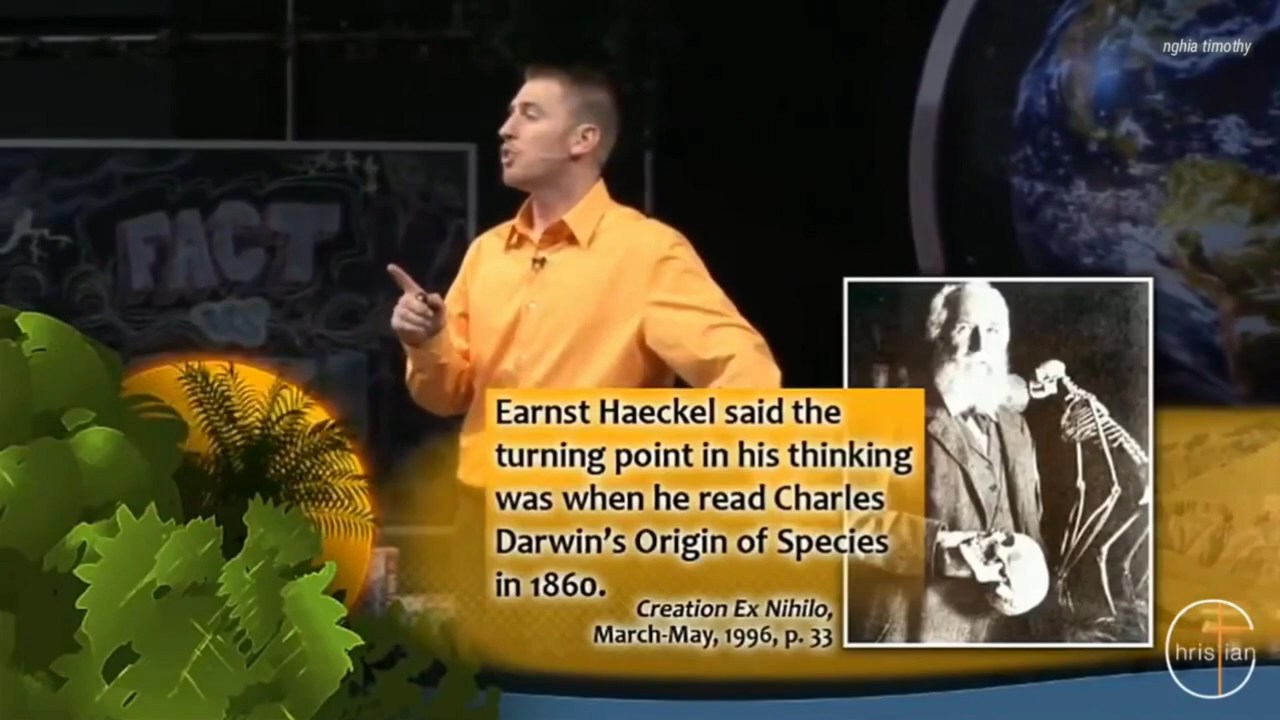 nghia timothy
FACT
Earnst Haeckel said the
turning point in his thinking
was when he read Charles
Darwin's Origin of Species
in 1860.
Creation Ex Nihilo,
March-May, 1996, p. 33
hristian